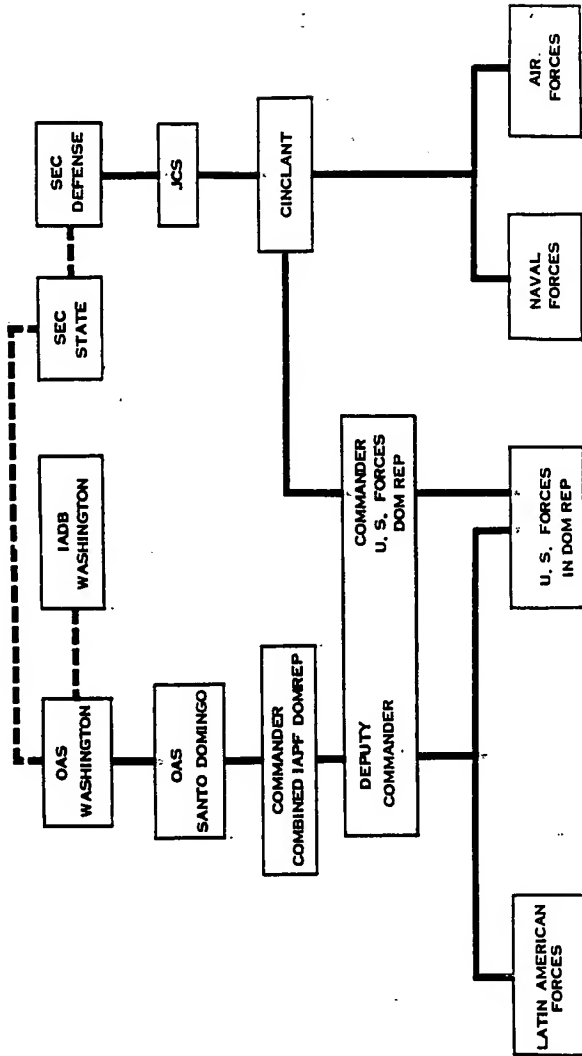 SEC
DEFENSE
SEC
STATE
IADB
WASHINGTON
OAS
WASHINGTON
JCS
OAS
SANTO DOMINGO
CINCLANT
COMMANDER
COMBINED IAPF DOMREP
DEPUTY
COMMANDER
COMMANDER
U. S. FORCES
DOM REP
LATIN AMERICAN
FORCES
U. S. FORCES
IN DOM REP
NAVAL
FORCES
AIR
FORCES